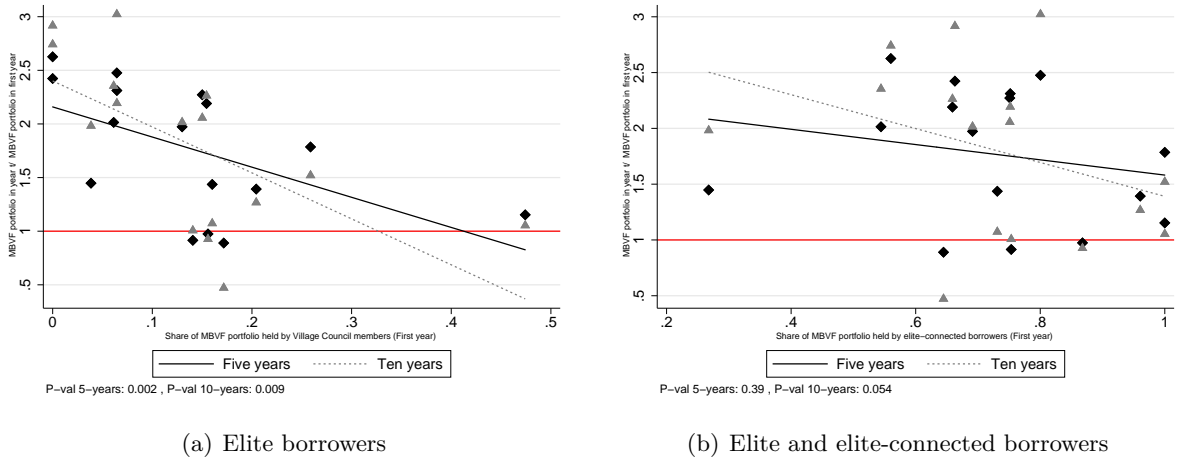 MBVF portfolio in year t/ MBVF portfolio in first year
3
2.5
2
1.5
1
.5
0
.1
.2
.3
.4
.5
Share of MBVF portfolio held by Village Council members (First year)
Five years
Ten years
P−val 5−years: 0.002 , P−val 10−years: 0.009
(a) Elite borrowers
MBVF portfolio in year t/ MBVF portfolio in first year
3
2.5
2
1.5
1
.5
.2
.4
.6
.8
1
Share of MBVF portfolio held by elite−connected borrowers (First year)
Five years
Ten years
P−val 5−years: 0.39 , P−val 10−years: 0.054
(b) Elite and elite-connected borrowers